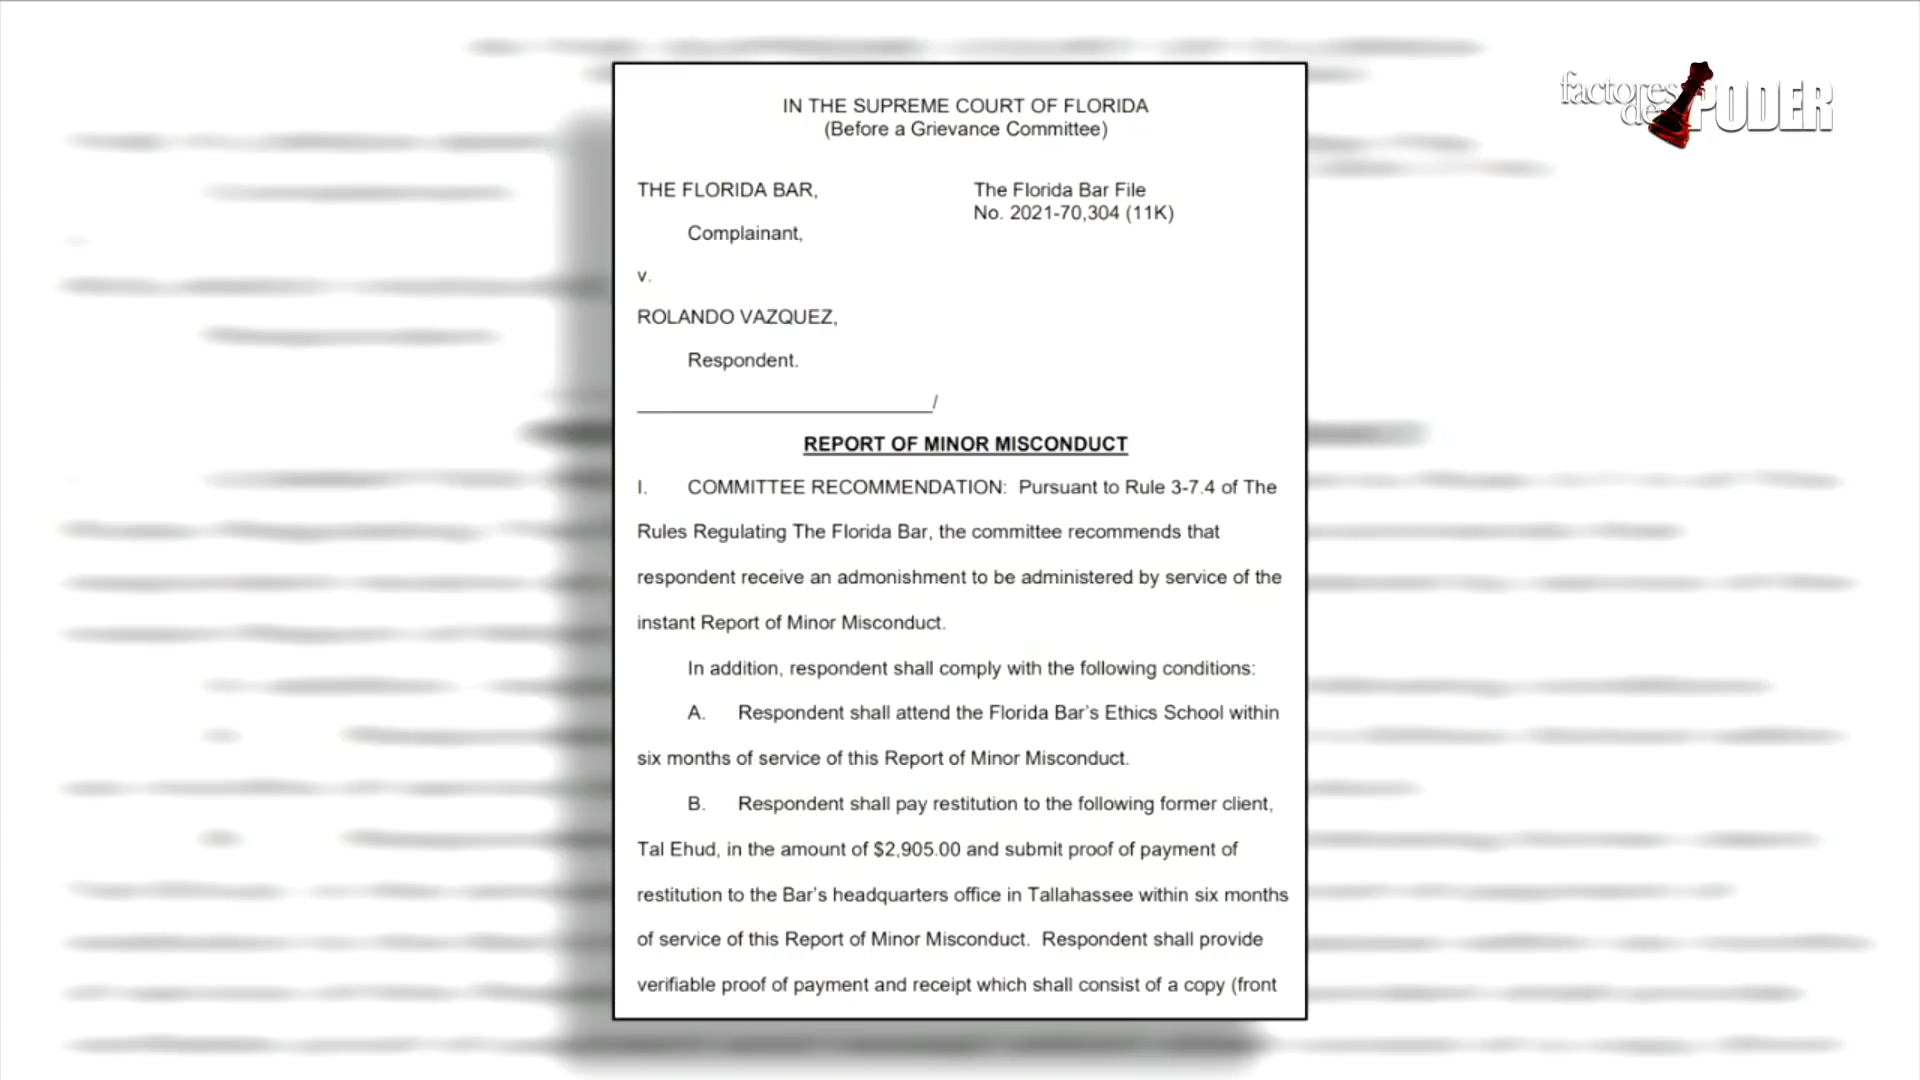 factores
de PODER
IN THE SUPREME COURT OF FLORIDA
(Before a Grievance Committee)
THE FLORIDA BAR,
The Florida Bar File
No. 2021-70,304 (11K)
Complainant,
v.
ROLANDO VAZQUEZ,
Respondent.
/
REPORT OF MINOR MISCONDUCT
I. COMMITTEE RECOMMENDATION: Pursuant to Rule 3-7.4 of The
Rules Regulating The Florida Bar, the committee recommends that
respondent receive an admonishment to be administered by service of the
instant Report of Minor Misconduct.
In addition, respondent shall comply with the following conditions:
A. Respondent shall attend the Florida Bar’s Ethics School within
six months of service of this Report of Minor Misconduct.
B. Respondent shall pay restitution to the following former client,
Tal Ehud, in the amount of $2,905.00 and submit proof of payment of
restitution to the Bar’s headquarters office in Tallahassee within six months
of service of this Report of Minor Misconduct. Respondent shall provide
verifiable proof of payment and receipt which shall consist of a copy (front